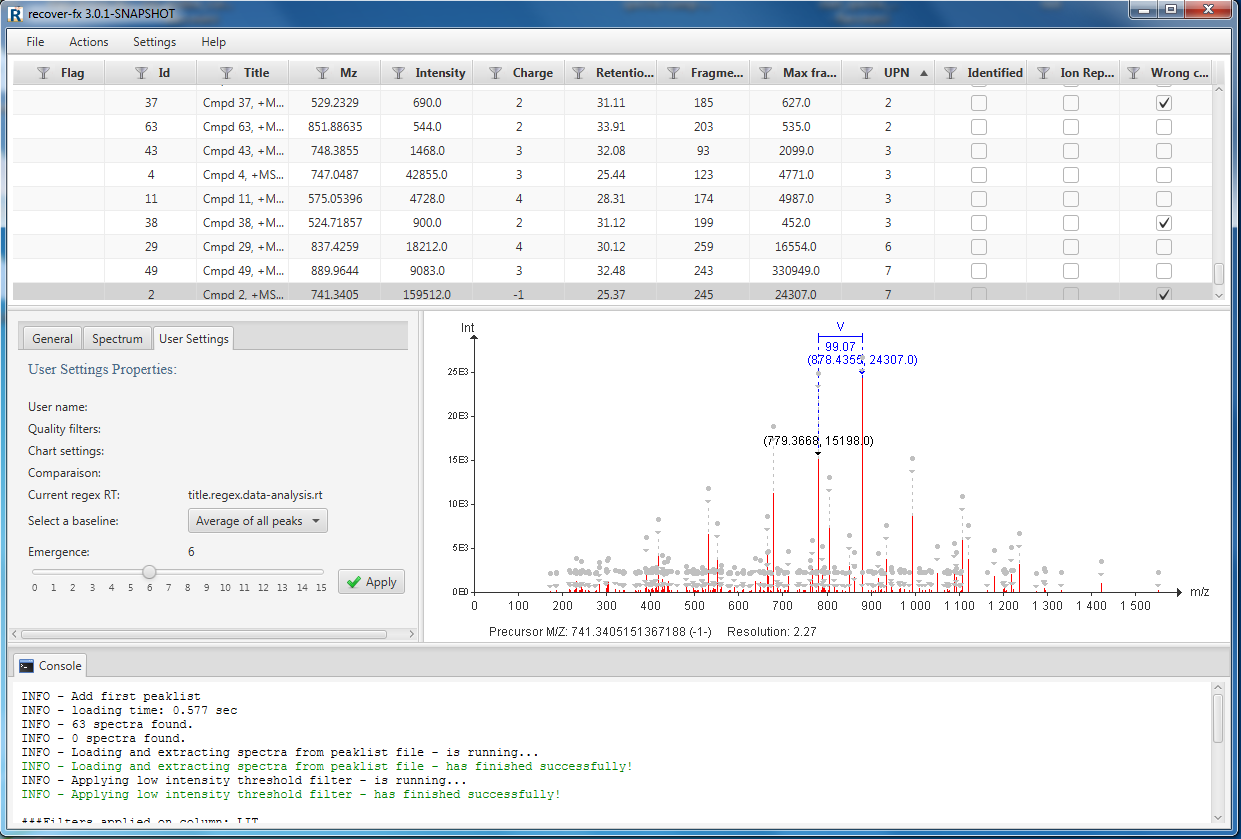 recover-fx 3.0.1-SNAPSHOT
File Actions Settings Help
Flag Id Title Mz Intensity Charge Retentio... Fragme... Max fra... UPN Identified Ion Rep... Wrong c...
37 Cmpd 37, +M... 529.2329 690.0 2 31.11 185 627.0 2
63 Cmpd 63, +M... 851.88635 544.0 2 33.91 203 535.0 2
43 Cmpd 43, +M... 748.3855 1468.0 3 32.08 93 2099.0 3
4 Cmpd 4, +MS... 747.0487 42855.0 3 25.44 123 4771.0 3
11 Cmpd 11, +M... 575.05396 4728.0 4 28.31 174 4987.0 3
38 Cmpd 38, +M... 524.71857 900.0 2 31.12 199 452.0 3
29 Cmpd 29, +M... 837.4259 18212.0 4 30.12 259 16554.0 6
49 Cmpd 49, +M... 889.9644 9083.0 3 32.48 243 330949.0 7
2 Cmpd 2, +MS... 741.3405 159512.0 -1 25.37 245 24307.0 7
General Spectrum User Settings
User Settings Properties:
User name:
Quality filters:
Chart settings:
Comparaison:
Current regex RT: title.regex.data-analysis.rt
Select a baseline: Average of all peaks
Emergence: 6
0 1 2 3 4 5 6 7 8 9 10 11 12 13 14 15
Apply
Int
V
99.07
(878.4355, 24307.0)
25E3
20E3
(779.3668, 15198.0)
15E3
10E3
5E3
0E0
0 100 200 300 400 500 600 700 800 900 1 000 1 100 1 200 1 300 1 400 1 500 m/z
Precursor M/Z: 741.3405151367188 (-1-) Resolution: 2.27
Console
INFO - Add first peaklist
INFO - loading time: 0.577 sec
INFO - 63 spectra found.
INFO - 0 spectra found.
INFO - Loading and extracting spectra from peaklist file - is running...
INFO - Loading and extracting spectra from peaklist file - has finished successfully!
INFO - Applying low intensity threshold filter - is running...
INFO - Applying low intensity threshold filter - has finished successfully!
###Filters applied on column: LIT